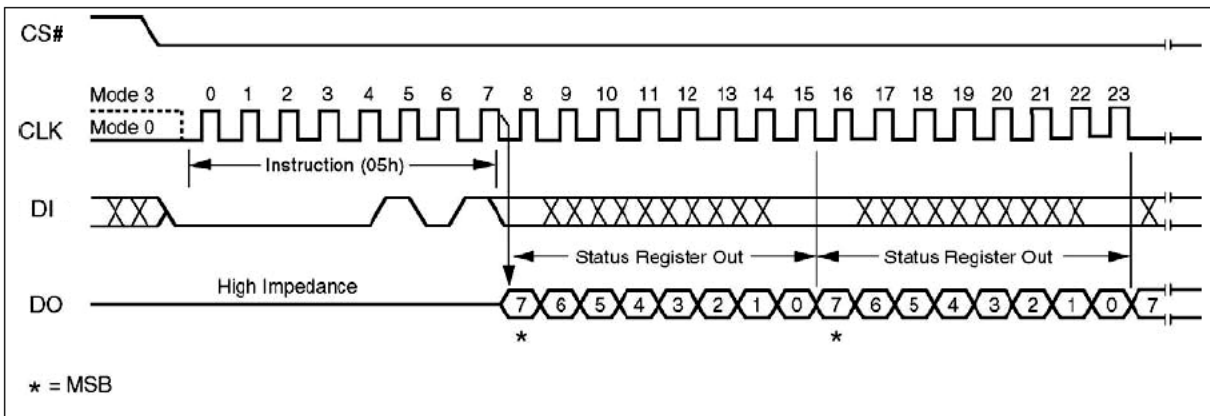 CS#
Mode 3
0 1 2 3 4 5 6 7 8 9 10 11 12 13 14 15 16 17 18 19 20 21 22 23
CLK
Mode 0
Instruction (05h)
DI
Status Register Out Status Register Out
High Impedance
DO
7 6 5 4 3 2 1 0 7 6 5 4 3 2 1 0 7
* *
* = MSB